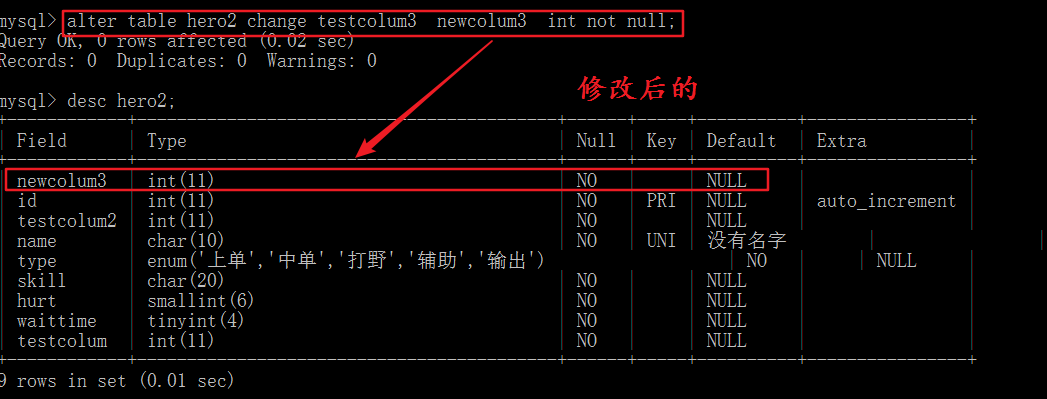 mysql> alter table hero2 change testcolum3  newcolum3  int not null;
Query OK, 0 rows affected (0.02 sec)
Records: 0  Duplicates: 0  Warnings: 0
修改后的
mysql> desc hero2;
+------------+------------------------------------------+------+-----+-----------+----------------+
| Field      | Type                                     | Null | Key | Default   | Extra          |
+------------+------------------------------------------+------+-----+-----------+----------------+
| newcolum3  | int(11)                                  | NO   |     | NULL      |                |
| id         | int(11)                                  | NO   | PRI | NULL      | auto_increment |
| testcolum2 | int(11)                                  | NO   |     | NULL      |                |
| name       | char(10)                                 | NO   | UNI | 没有名字      |                |
| type       | enum('上单','中单','打野','辅助','输出')                | NO   |     | NULL      |                |
| skill      | char(20)                                 | NO   |     | NULL      |                |
| hurt       | smallint(6)                              | NO   |     | NULL      |                |
| waittime   | tinyint(4)                               | NO   |     | NULL      |                |
| testcolum  | int(11)                                  | NO   |     | NULL      |                |
+------------+------------------------------------------+------+-----+-----------+----------------+
9 rows in set (0.01 sec)